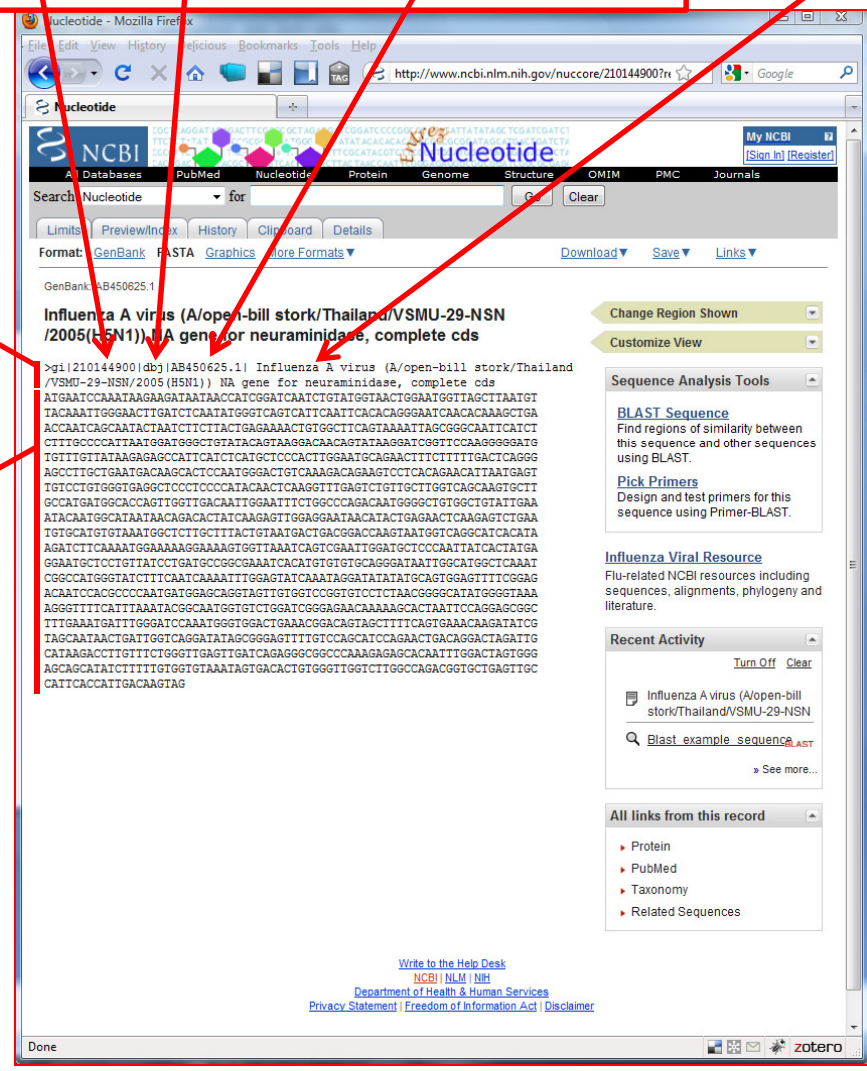 Nucleotide - Mozilla Firefox
File Edit View History Delicious Bookmarks Tools Help
http://www.ncbi.nlm.nih.gov/nuccore/210144900?re
Google
Nucleotide
NCBI
Entrez
Nucleotide
My NCBI
[Sign In] [Register]
All Databases PubMed Nucleotide Protein Genome Structure OMIM PMC Journals
Search Nucleotide for Go Clear
Limits Preview/Index History Clipboard Details
Format: GenBank FASTA Graphics More Formats Download Save Links
GenBank: AB450625.1
Influenza A virus (A/open-bill stork/Thailand/VSMU-29-NSN
/2005(H5N1)) NA gene for neuraminidase, complete cds
>gi|210144900|dbj|AB450625.1| Influenza A virus (A/open-bill stork/Thailand
/VSMU-29-NSN/2005(H5N1)) NA gene for neuraminidase, complete cds
ATGAATCCAAATAAGAAGATAATAACCATCGGATCAATCTGTATGGTAACTGGAATGGTTAGCTTAATGT
TACAAATTGGGAACTTGATCTCAATATGGGTCAGTCATTCAATTCACACAGGGAATCAACACAAAGCTGA
ACCAATCAGCAATACTAATCTTCTTACTGAGAAAACTGTGGCTTCAGTAAAATTAGCGGGCAATTCATCT
CTTTGCCCCATTAATGGATGGGCTGTATACAGTAAGGACAACAGTATAAGGATCGGTTCCAAGGGGGATG
TGTTTGTTATAAGAGAGCCATTCATCTCATGCTCCCACTTGGAATGCAGAACTTTCTTTTTGACTCAGGG
AGCCTTGCTGAATGACAAGCACTCCAATGGGACTGTCAAAGACAGAAGTCCTCACAGAACATTAATGAGT
TGTCCTGTGGGTGAGGCTCCCTCCCCATACAACTCAAGGTTTGAGTCTGTTGCTTGGTCAGCAAGTGCTT
GCCATGATGGCACCAGTTGGTTGACAATTGGAATTTCTGGCCCAGACAATGGGGCTGTGGCTGTATTGAA
ATACAATGGCATAATAACAGACACTATCAAGAGTTGGAGGAATAACATACTGAGAACTCAAGAGTCTGAA
TGTGCATGTGTAAATGGCTCTTGCTTTACTGTAATGACTGACGGACCAAGTAATGGTCAGGCATCACATA
AGATCTTCAAAATGGAAAAAGGAAAAGTGGTTAAATCAGTCGAATTGGATGCTCCCAATTATCACTATGA
GGAATGCTCCTGTTATCCTGATGCCGGCGAAATCACATGTGTGTGCAGGGATAATTGGCATGGCTCAAAT
CGGCCATGGGTATCTTTCAATCAAAATTTGGAGTATCAAATAGGATATATATGCAGTGGAGTTTTCGGAG
ACAATCCACGCCCCAATGATGGAGCAGGTAGTTGTGGTCCGGTGTCCTCTAACGGGGCATATGGGGTAAA
AGGGTTTTCATTTAAATACGGCAATGGTGTCTGGATCGGGAGAACAAAAAGCACTAATTCCAGGAGCGGC
TTTGAAATGATTTGGGATCCAAATGGGTGGACTGAAACGGACAGTAGCTTTTCAGTGAAACAAGATATCG
TAGCAATAACTGATTGGTCAGGATATAGCGGGAGTTTTGTCCAGCATCCAGAACTGACAGGACTAGATTG
CATAAGACCTTGTTTCTGGGTTGAGTTGATCAGAGGGCGGCCCAAAGAGAGCACAATTTGGACTAGTGGG
AGCAGCATATCTTTTTGTGGTGTAAATAGTGACACTGTGGGTTGGTCTTGGCCAGACGGTGCTGAGTTGC
CATTCACCATTGACAAGTAG
Change Region Shown
Customize View
Sequence Analysis Tools
BLAST Sequence
Find regions of similarity between
this sequence and other sequences
using BLAST.
Pick Primers
Design and test primers for this
sequence using Primer-BLAST.
Influenza Viral Resource
Flu-related NCBI resources including
sequences, alignments, phylogeny and
literature.
Recent Activity
Turn Off Clear
Influenza A virus (A/open-bill
stork/Thailand/VSMU-29-NSN
Blast example sequence BLAST
» See more...
All links from this record
Protein
PubMed
Taxonomy
Related Sequences
Write to the Help Desk
NCBI | NLM | NIH
Department of Health & Human Services
Privacy Statement | Freedom of Information Act | Disclaimer
Done
zotero